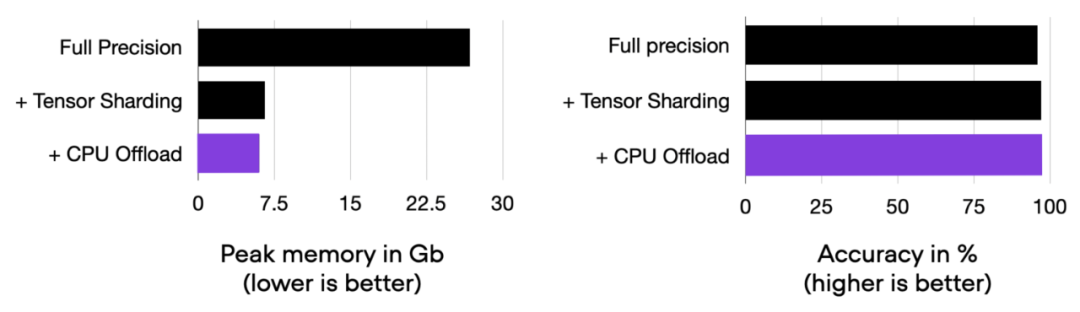 Full Precision
+ Tensor Sharding
+ CPU Offload
0 7.5 15 22.5 30
Peak memory in Gb
(lower is better)
Full precision
+ Tensor Sharding
+ CPU Offload
0 25 50 75 100
Accuracy in %
(higher is better)